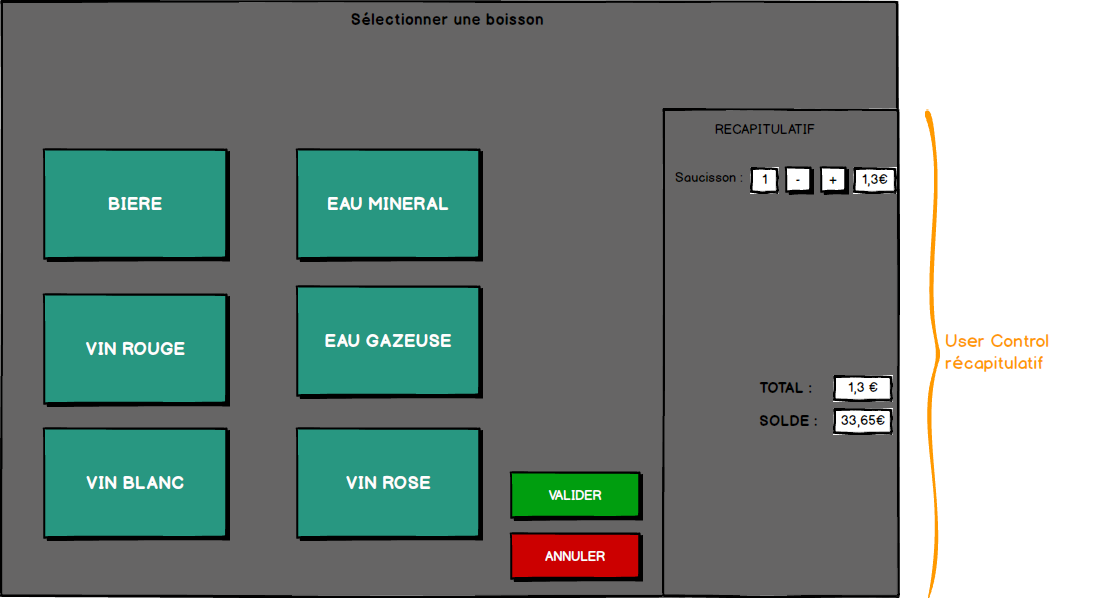 Sélectionner une boisson
RECAPITULATIF
Saucisson : 1 - + 1,3€
BIERE
EAU MINERAL
VIN ROUGE
EAU GAZEUSE
User Control
récapitulatif
TOTAL : 1,3 €
SOLDE : 33,65€
VIN BLANC
VIN ROSE
VALIDER
ANNULER